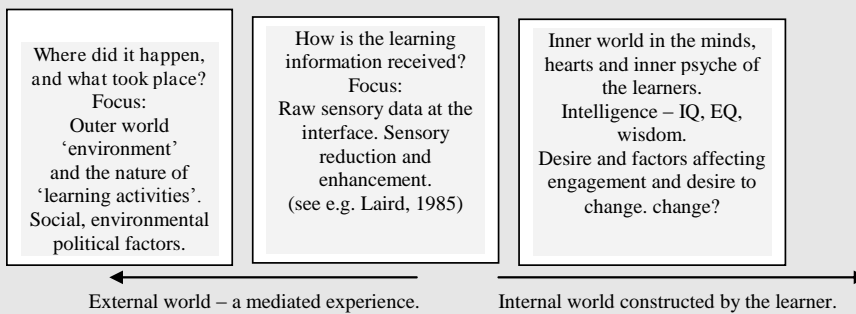 Where did it happen,
and what took place?
Focus:
Outer world
‘environment’
and the nature of
‘learning activities’.
Social, environmental
political factors.
How is the learning
information received?
Focus:
Raw sensory data at the
interface. Sensory
reduction and
enhancement.
(see e.g. Laird, 1985)
Inner world in the minds,
hearts and inner psyche of
the learners.
Intelligence – IQ, EQ,
wisdom.
Desire and factors affecting
engagement and desire to
change. change?
External world – a mediated experience.
Internal world constructed by the learner.